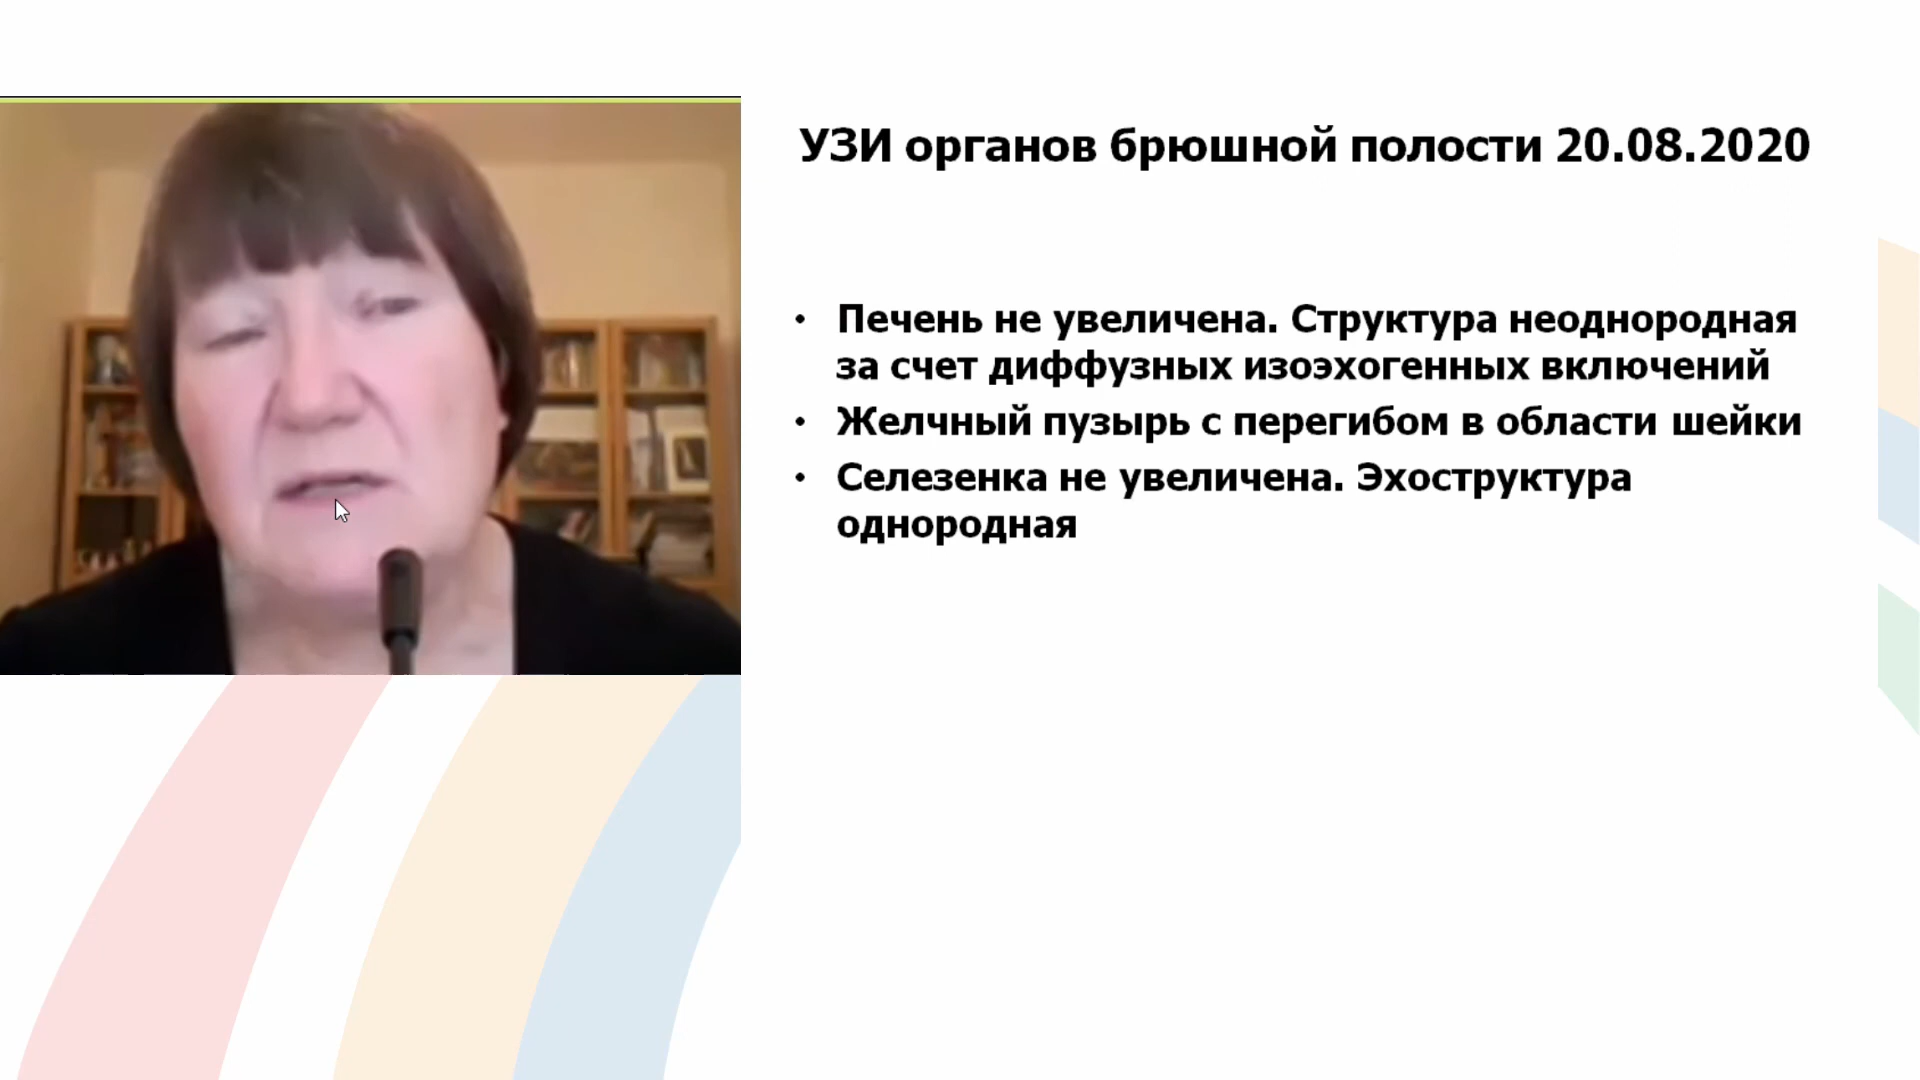 УЗИ органов брюшной полости 20.08.2020
• Печень не увеличена. Структура неоднородная
за счет диффузных изоэхогенных включений
• Желчный пузырь с перегибом в области шейки
• Селезенка не увеличена. Эхоструктура
однородная